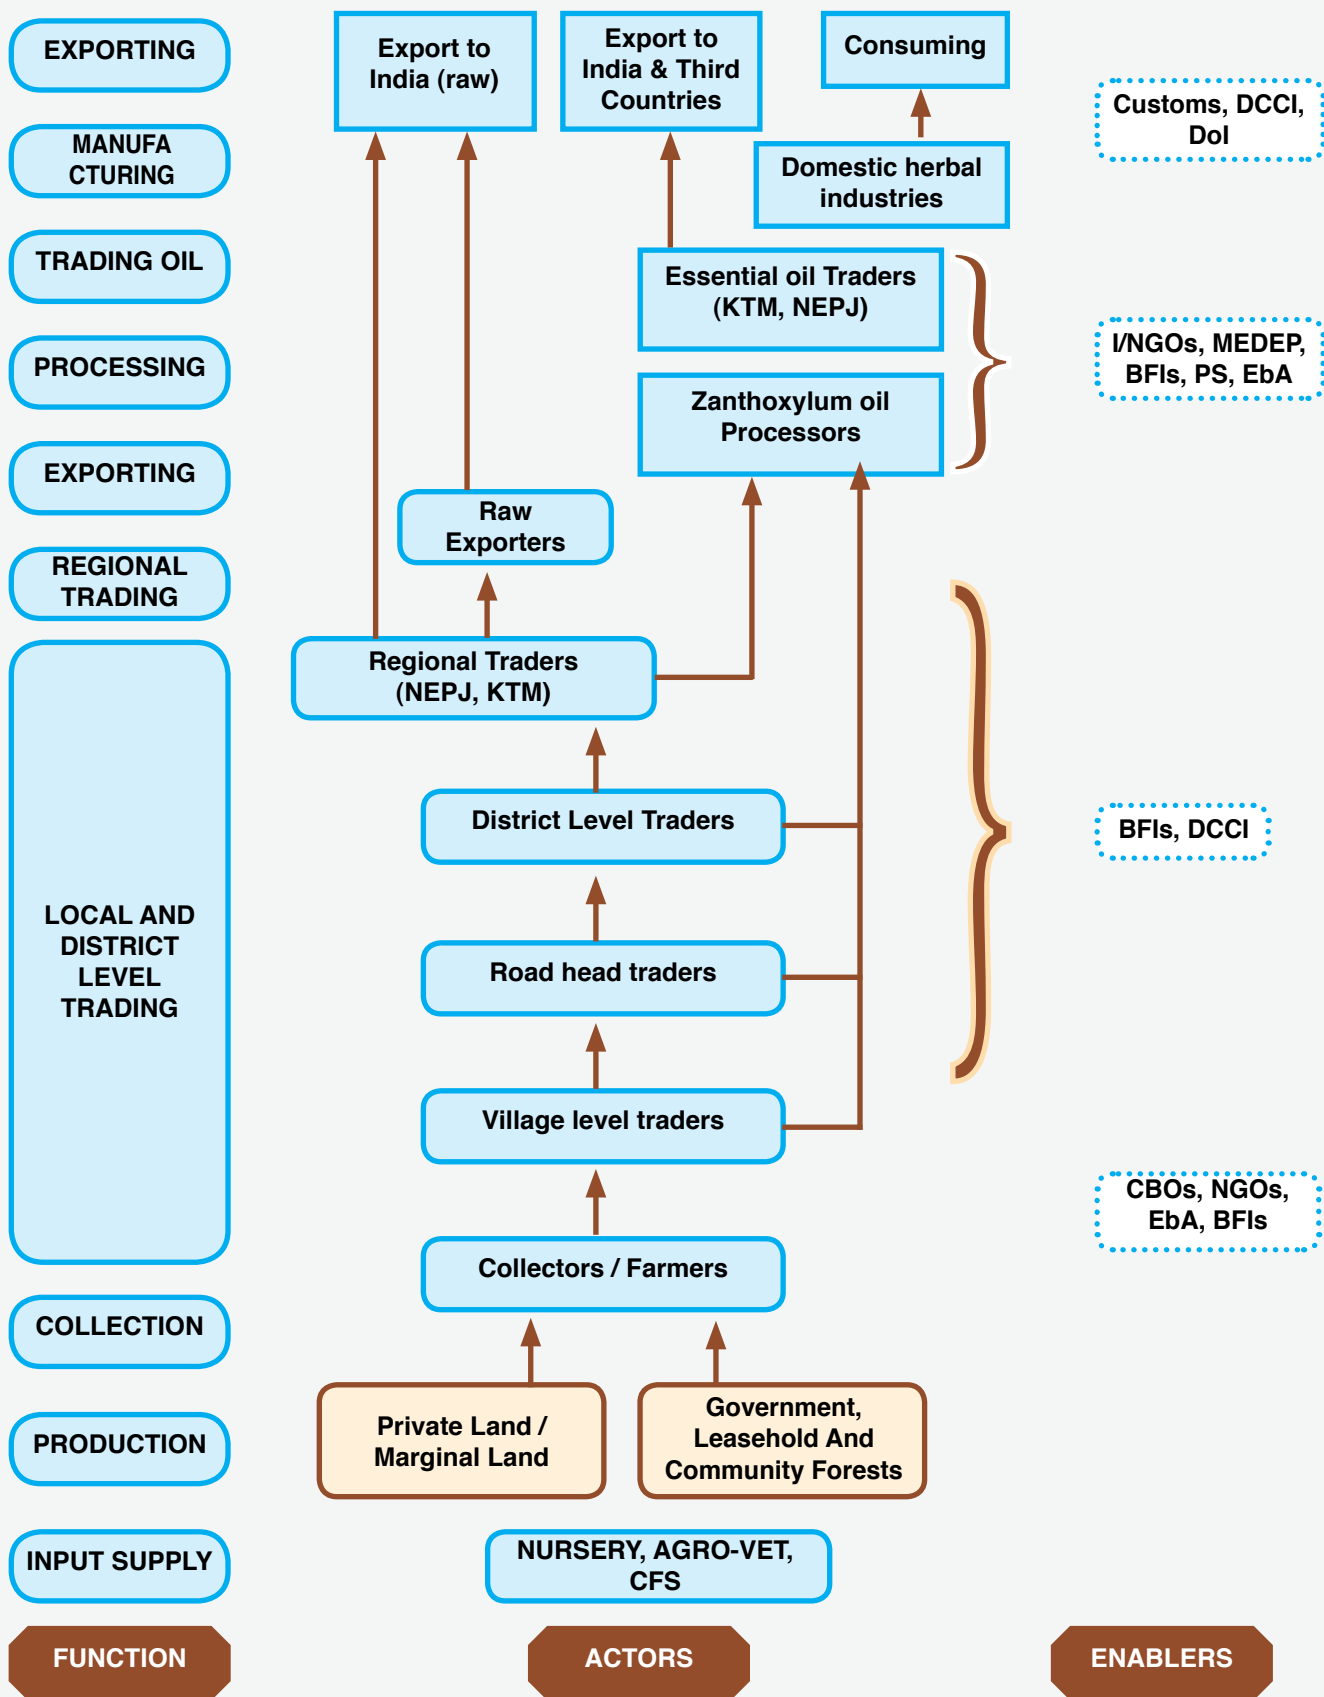 EXPORTING
MANUFA
CTURING
TRADING OIL
PROCESSING
EXPORTING
REGIONAL
TRADING
LOCAL AND
DISTRICT
LEVEL
TRADING
COLLECTION
PRODUCTION
INPUT SUPPLY
FUNCTION
Export to
India (raw)
Export to
India & Third
Countries
Consuming
Domestic herbal
industries
Essential oil Traders
(KTM, NEPJ)
Zanthoxylum oil
Processors
Raw
Exporters
Regional Traders
(NEPJ, KTM)
District Level Traders
Road head traders
Village level traders
Collectors / Farmers
Private Land /
Marginal Land
Government,
Leasehold And
Community Forests
NURSERY, AGRO-VET,
CFS
ACTORS
Customs, DCCI,
DoI
I/NGOs, MEDEP,
BFIs, PS, EbA
BFIs, DCCI
CBOs, NGOs,
EbA, BFIs
ENABLERS